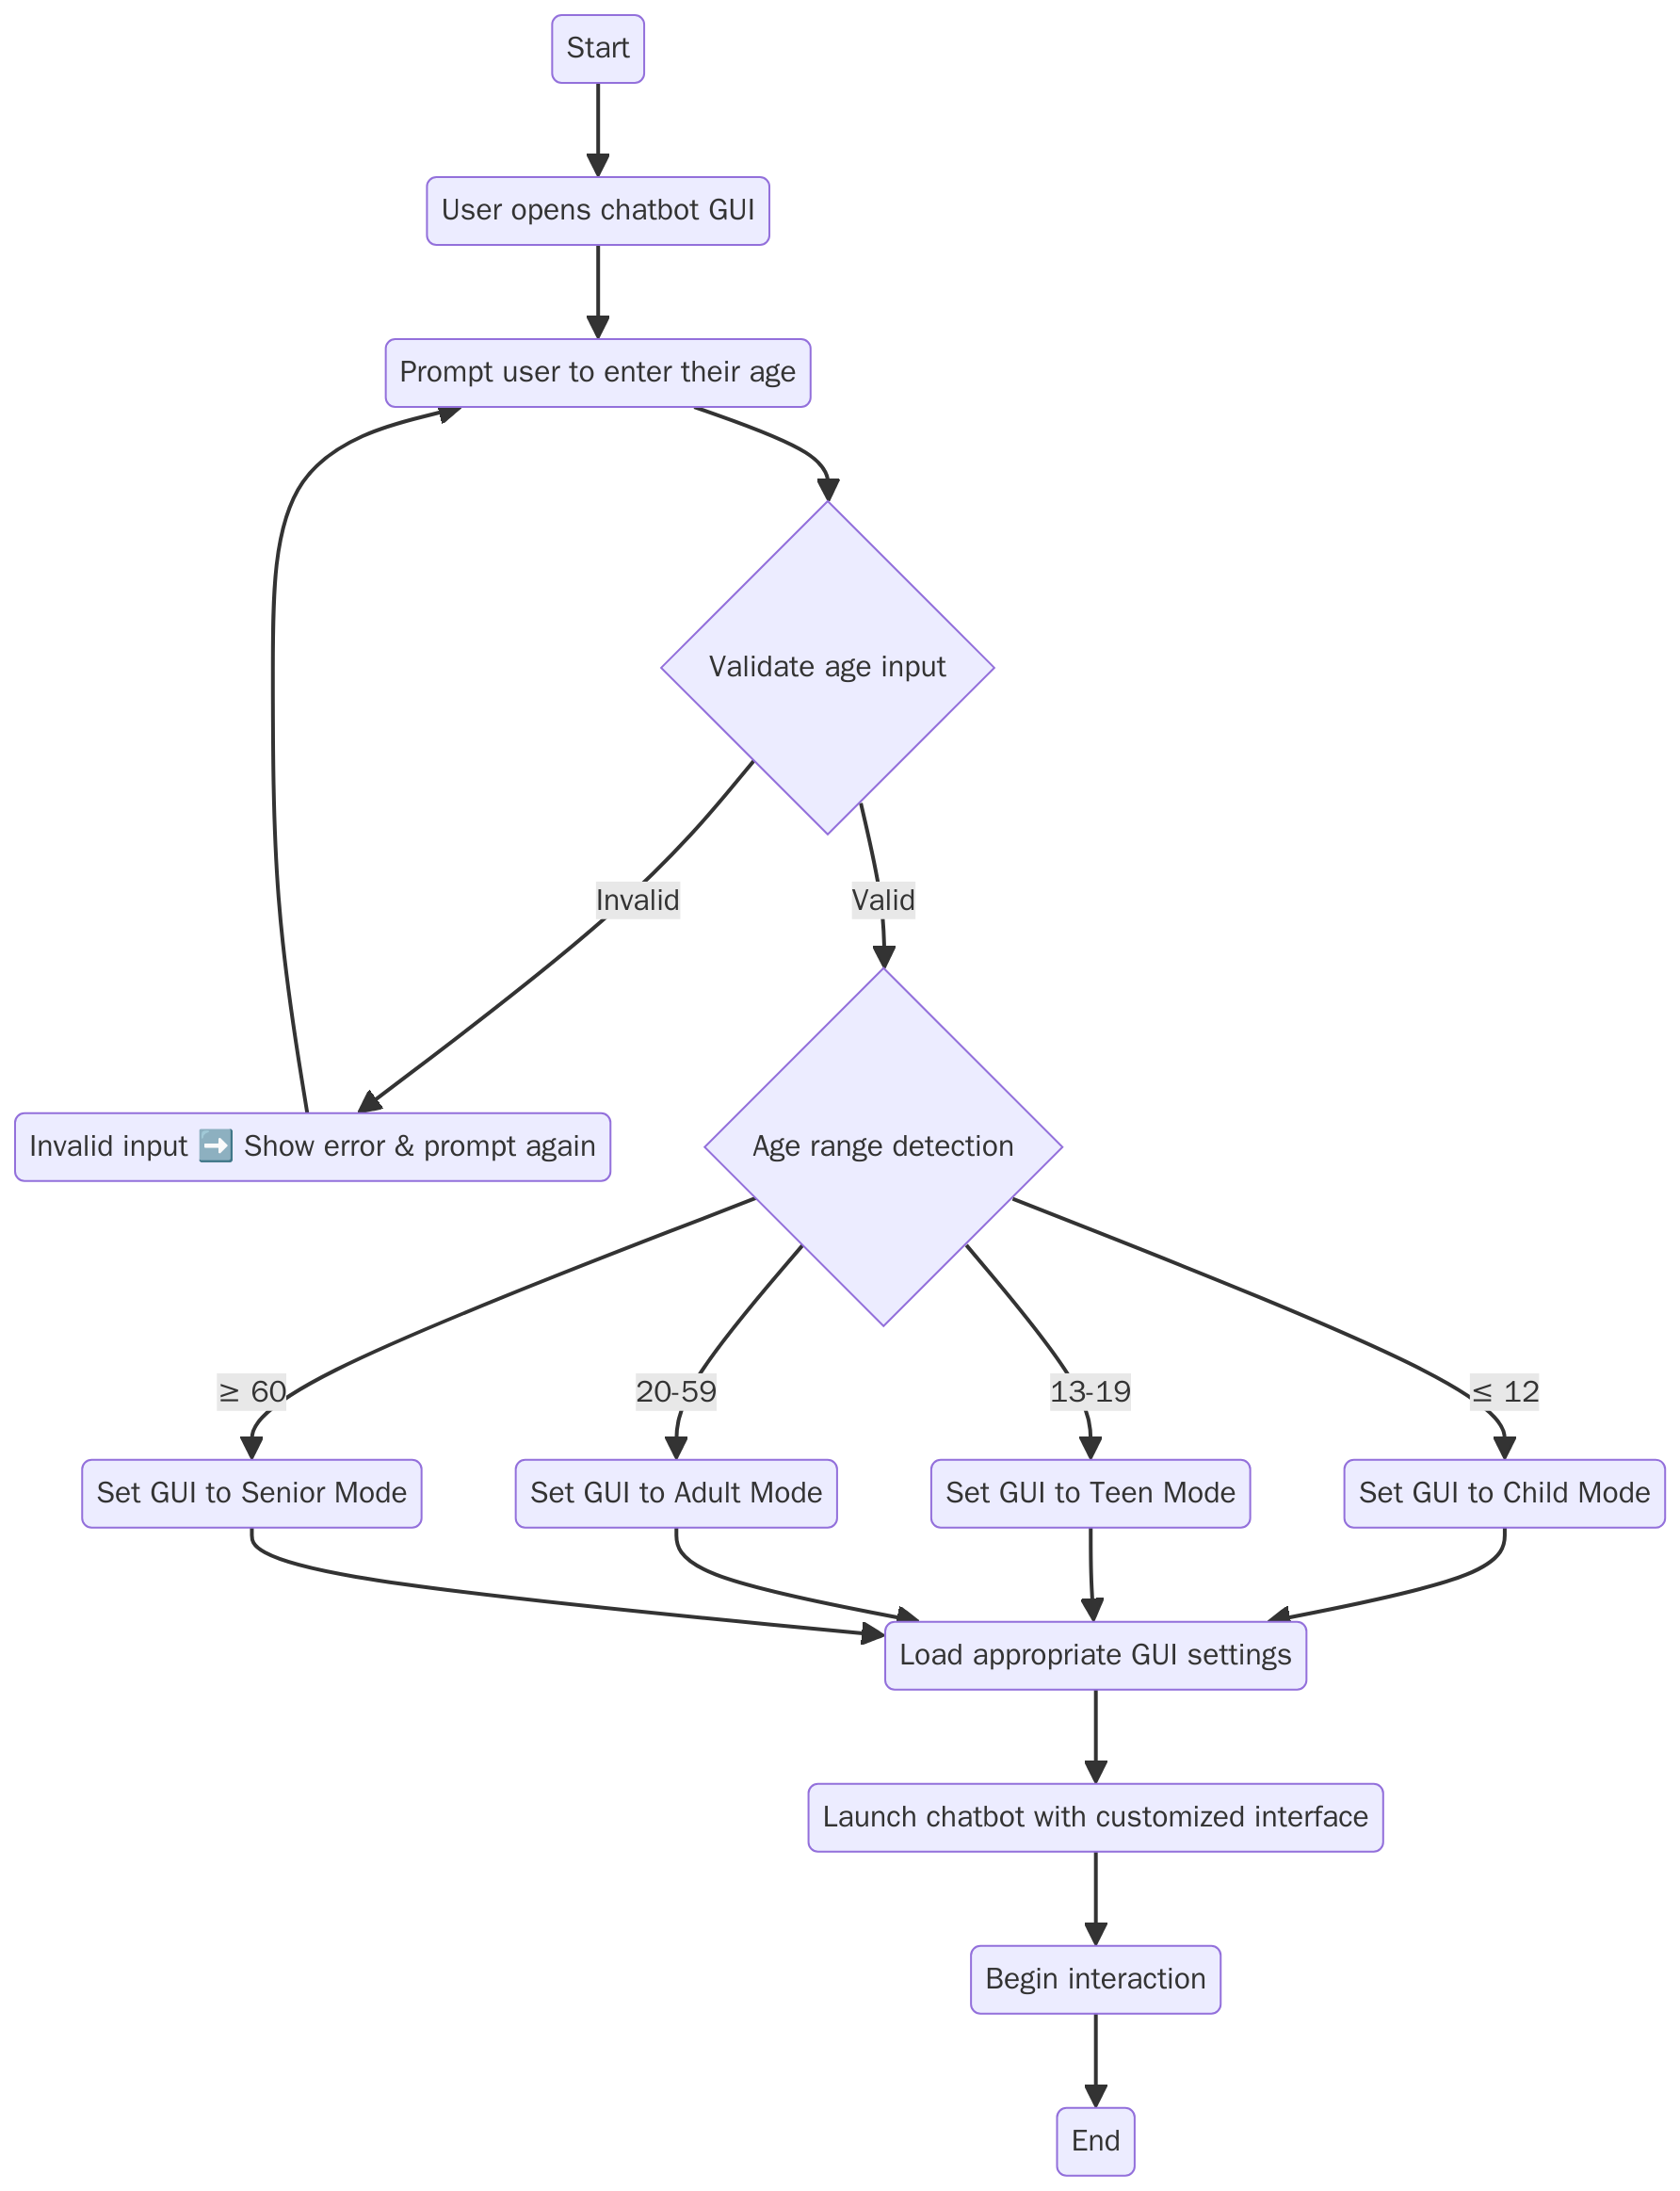 Start
User opens chatbot GUI
Prompt user to enter their age
Validate age input
Invalid
Valid
Invalid input ➡️ Show error & prompt again
Age range detection
≥ 60
20-59
13-19
≤ 12
Set GUI to Senior Mode
Set GUI to Adult Mode
Set GUI to Teen Mode
Set GUI to Child Mode
Load appropriate GUI settings
Launch chatbot with customized interface
Begin interaction
End